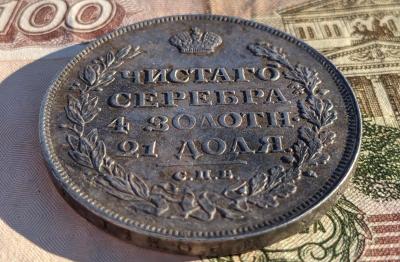 100
ЧИСТАГО
СЕРЕБРА
4 ЗОЛОТН.
21 ДОЛЯ.
С.П.Б.